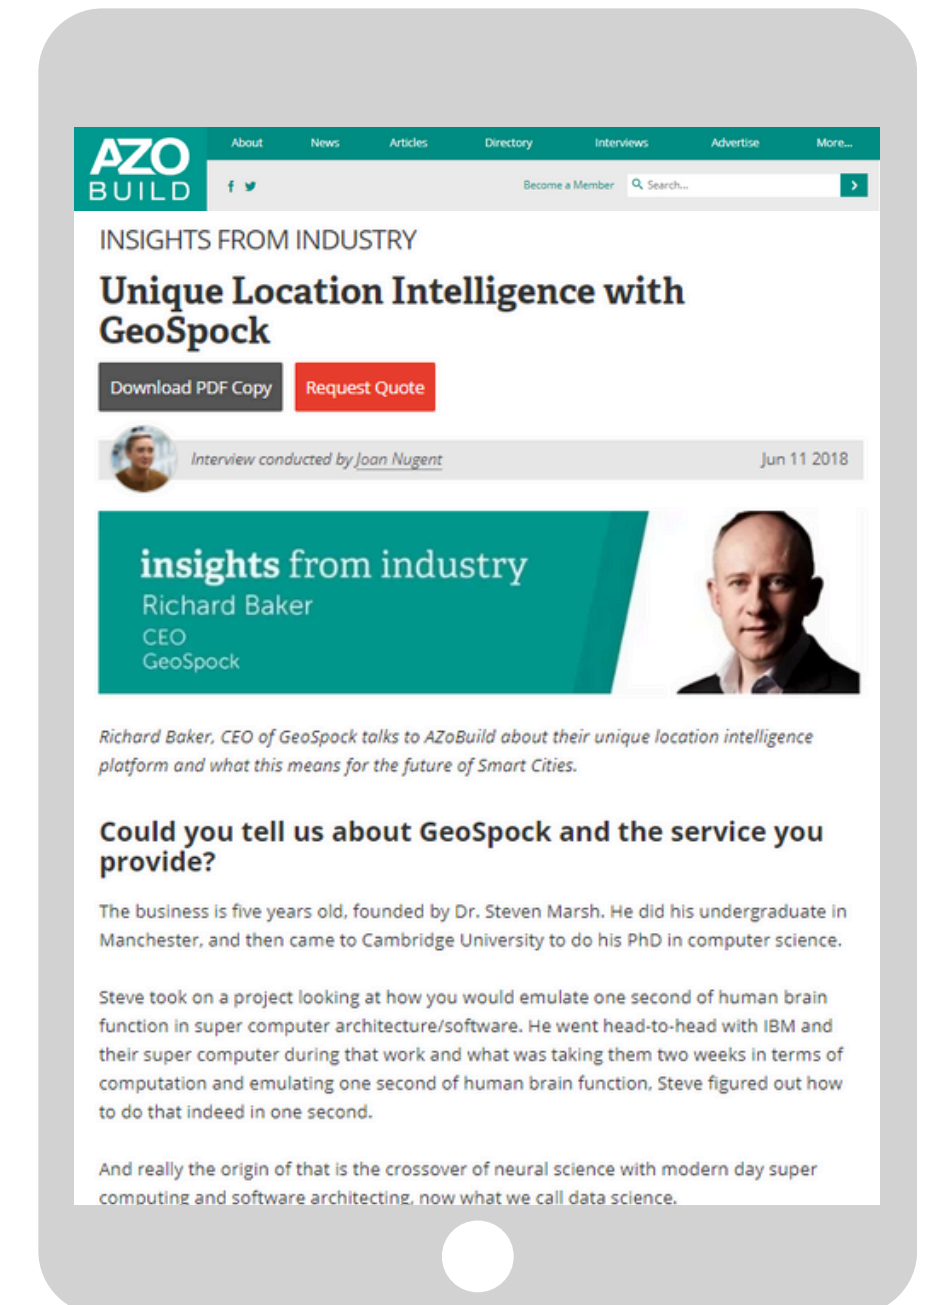 AZO
BUILD
About News Articles Directory Interviews Advertise More...
Become a Member Search...
INSIGHTS FROM INDUSTRY
Unique Location Intelligence with
GeoSpock
Download PDF Copy Request Quote
Interview conducted by Joan Nugent Jun 11 2018
insights from industry
Richard Baker
CEO
GeoSpock
Richard Baker, CEO of GeoSpock talks to AZoBuild about their unique location intelligence
platform and what this means for the future of Smart Cities.
Could you tell us about GeoSpock and the service you
provide?
The business is five years old, founded by Dr. Steven Marsh. He did his undergraduate in
Manchester, and then came to Cambridge University to do his PhD in computer science.
Steve took on a project looking at how you would emulate one second of human brain
function in super computer architecture/software. He went head-to-head with IBM and
their super computer during that work and what was taking them two weeks in terms of
computation and emulating one second of human brain function, Steve figured out how
to do that indeed in one second.
And really the origin of that is the crossover of neural science with modern day super
computing and software architecting, now what we call data science.